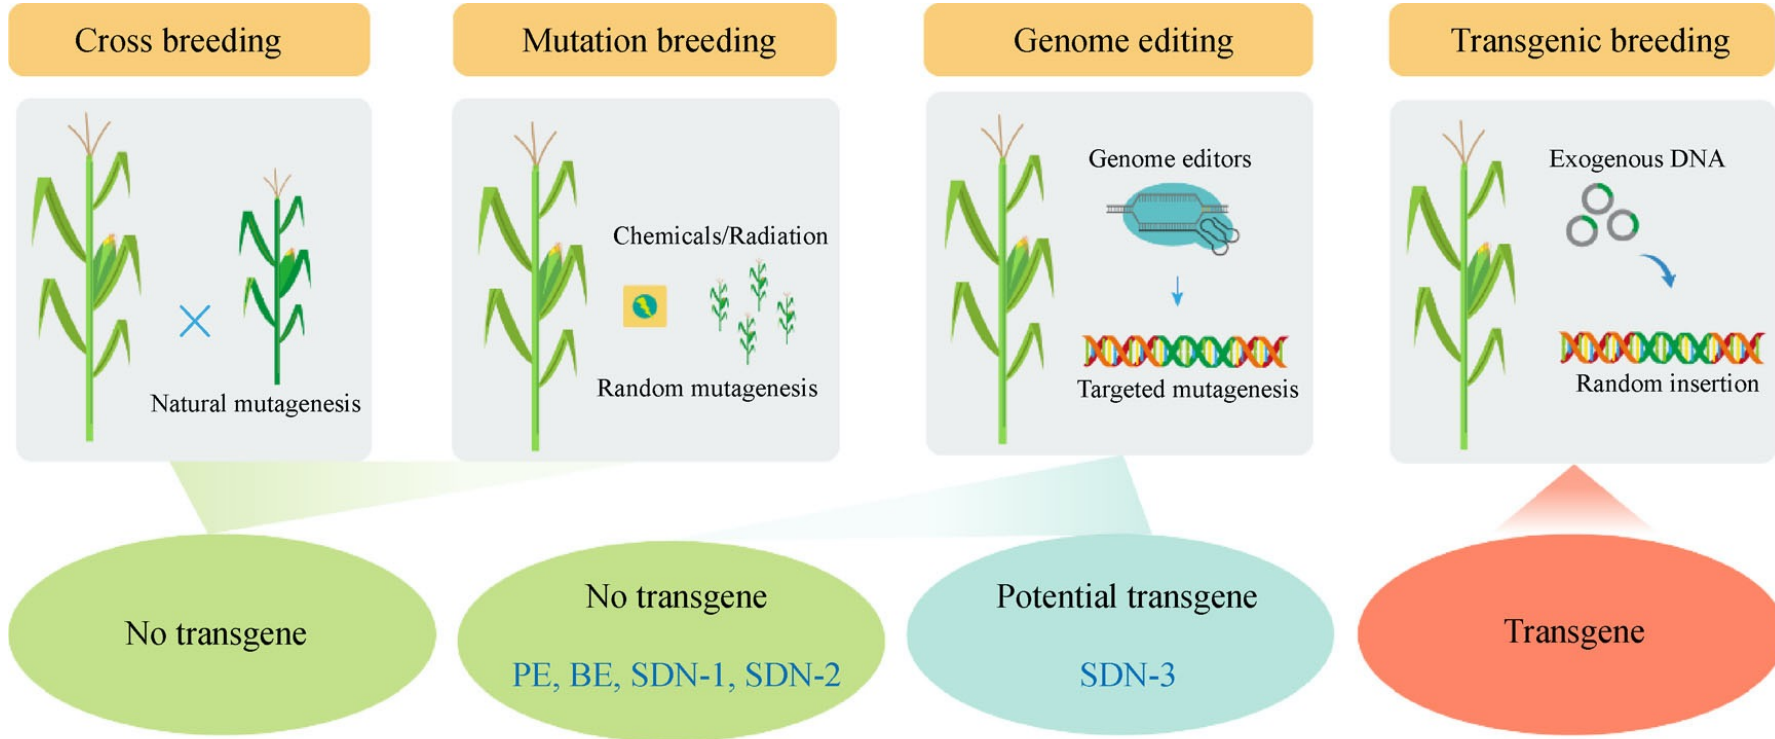 Cross breeding
Mutation breeding
Genome editing
Transgenic breeding
Natural mutagenesis
Chemicals/Radiation
Random mutagenesis
Genome editors
Targeted mutagenesis
Exogenous DNA
Random insertion
No transgene
No transgene
PE, BE, SDN-1, SDN-2
Potential transgene
SDN-3
Transgene